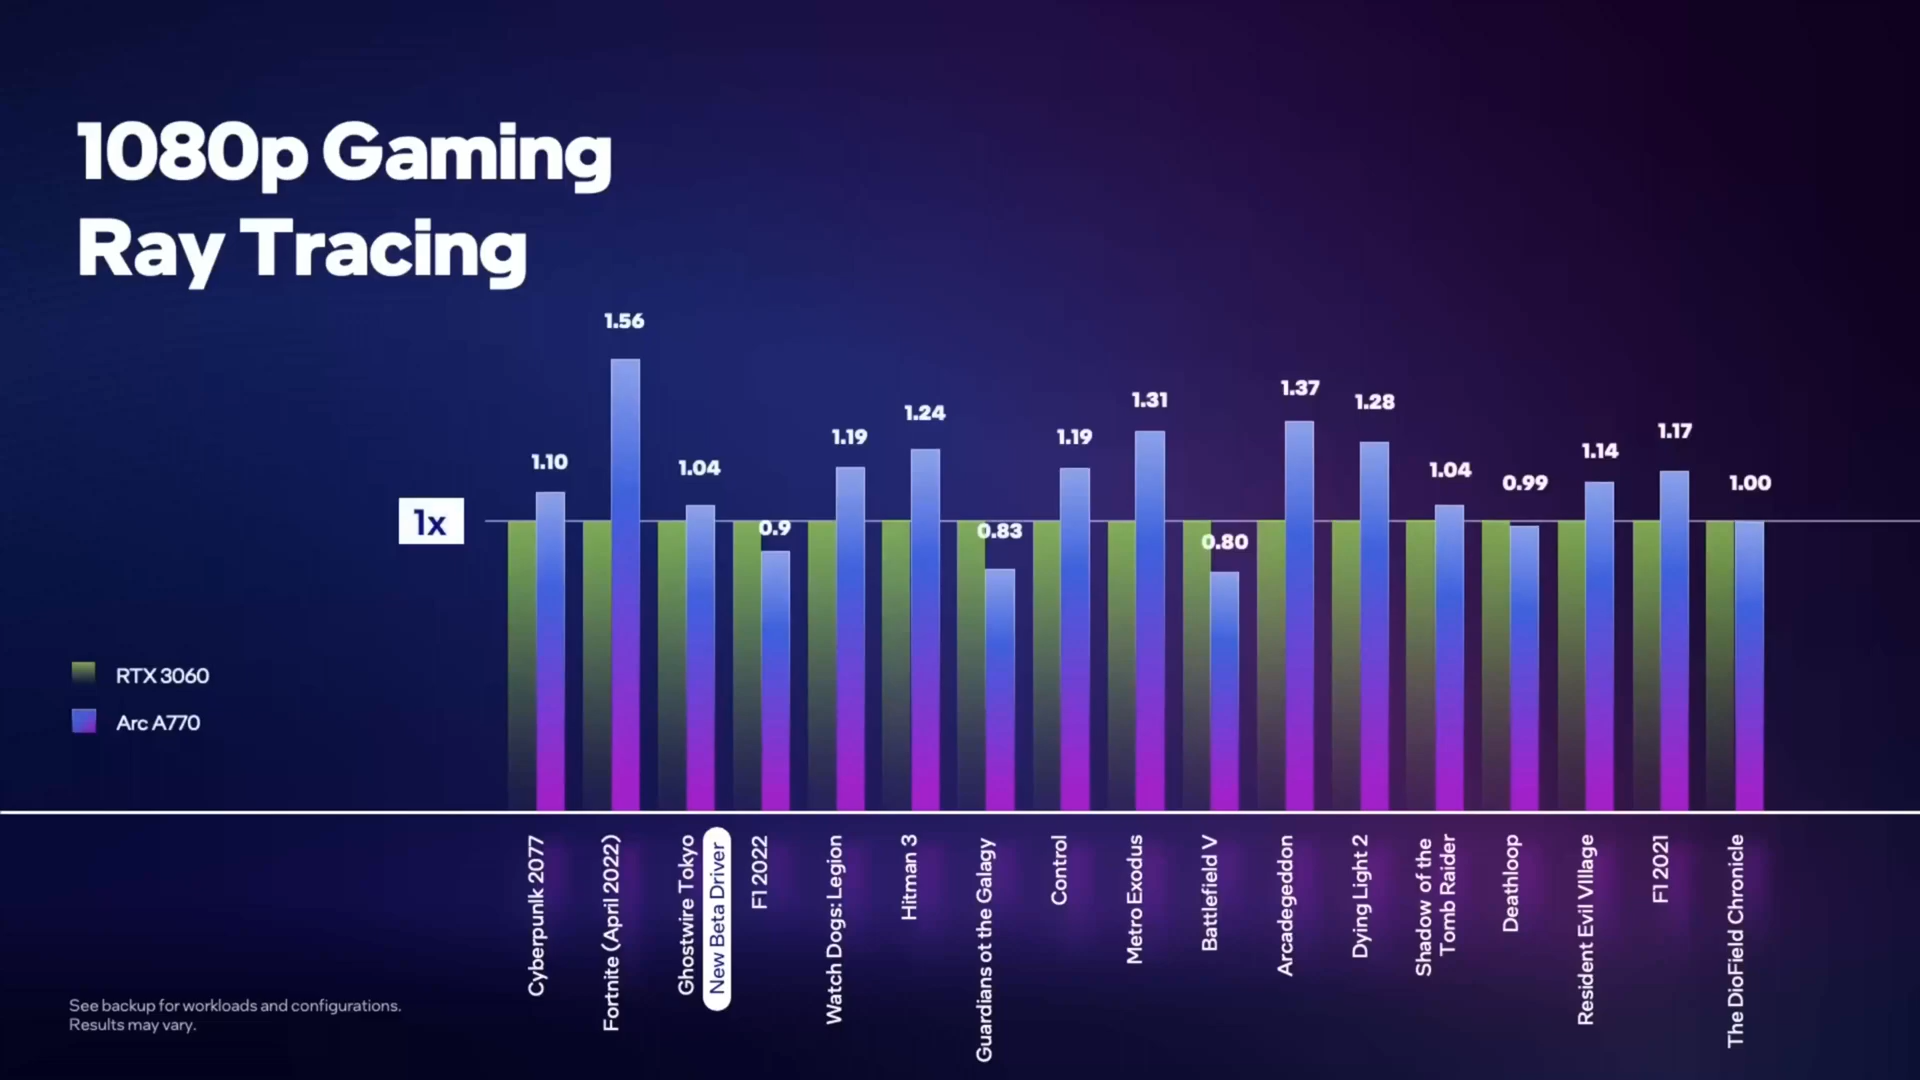 1080p Gaming
Ray Tracing
1.56
1.10
1.04
0.9
1.19
1.24
0.83
1.19
1.31
0.80
1.37
1.28
1.04
0.99
1.14
1.17
1.00
1x
RTX 3060
Arc A770
Cyberpunlk 2077
Fortnite (April 2022)
Ghostwire Tokyo
New Beta Driver
F1 2022
Watch Dogs: Legion
Hitman 3
Guardians ot the Galagy
Control
Metro Exodus
Battlefield V
Arcadegeddon
Dying Light 2
Shadow of the
Tomb Raider
Deathloop
Resident Evil VIllage
F1 2021
The DioField Chronicle
See backup for workloads and configurations.
Results may vary.